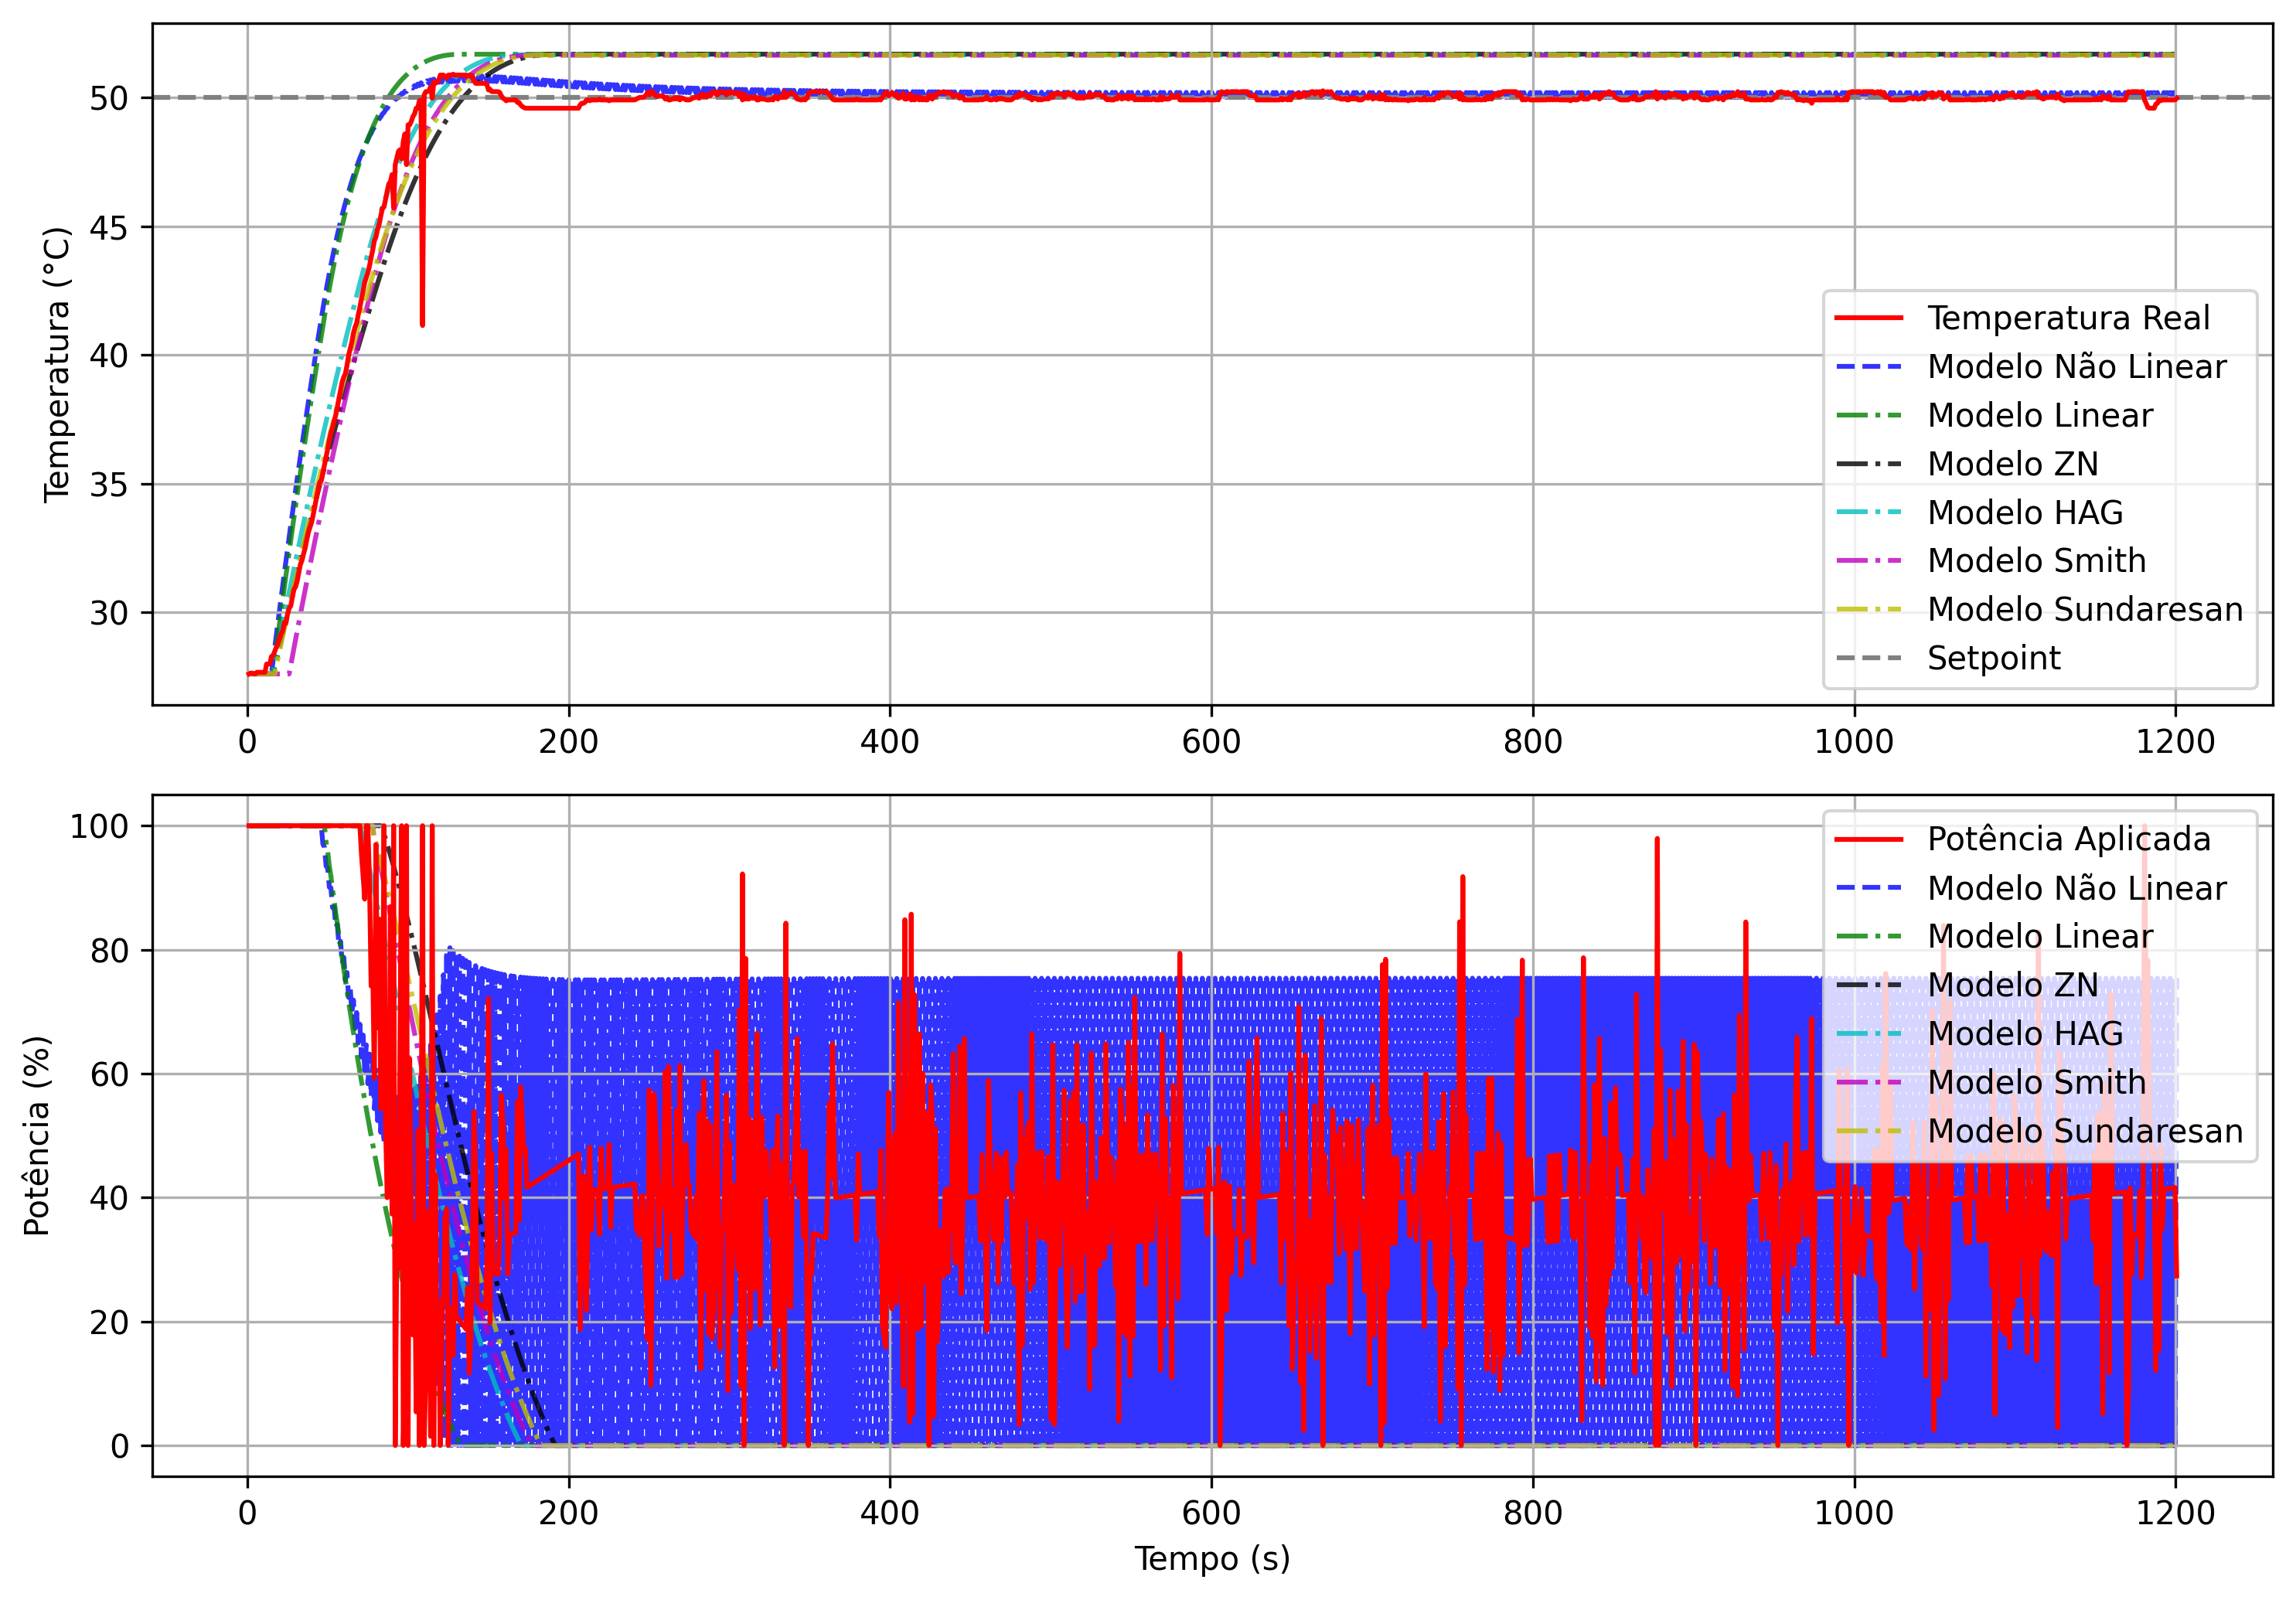 50
45
40
35
30
Temperatura (°C)
Temperatura Real
Modelo Não Linear
Modelo Linear
Modelo ZN
Modelo HAG
Modelo Smith
Modelo Sundaresan
Setpoint
0 200 400 600 800 1000 1200
100
80
60
40
20
0
Potência (%)
Potência Aplicada
Modelo Não Linear
Modelo Linear
Modelo ZN
Modelo HAG
Modelo Smith
Modelo Sundaresan
0 200 400 600 800 1000 1200
Tempo (s)